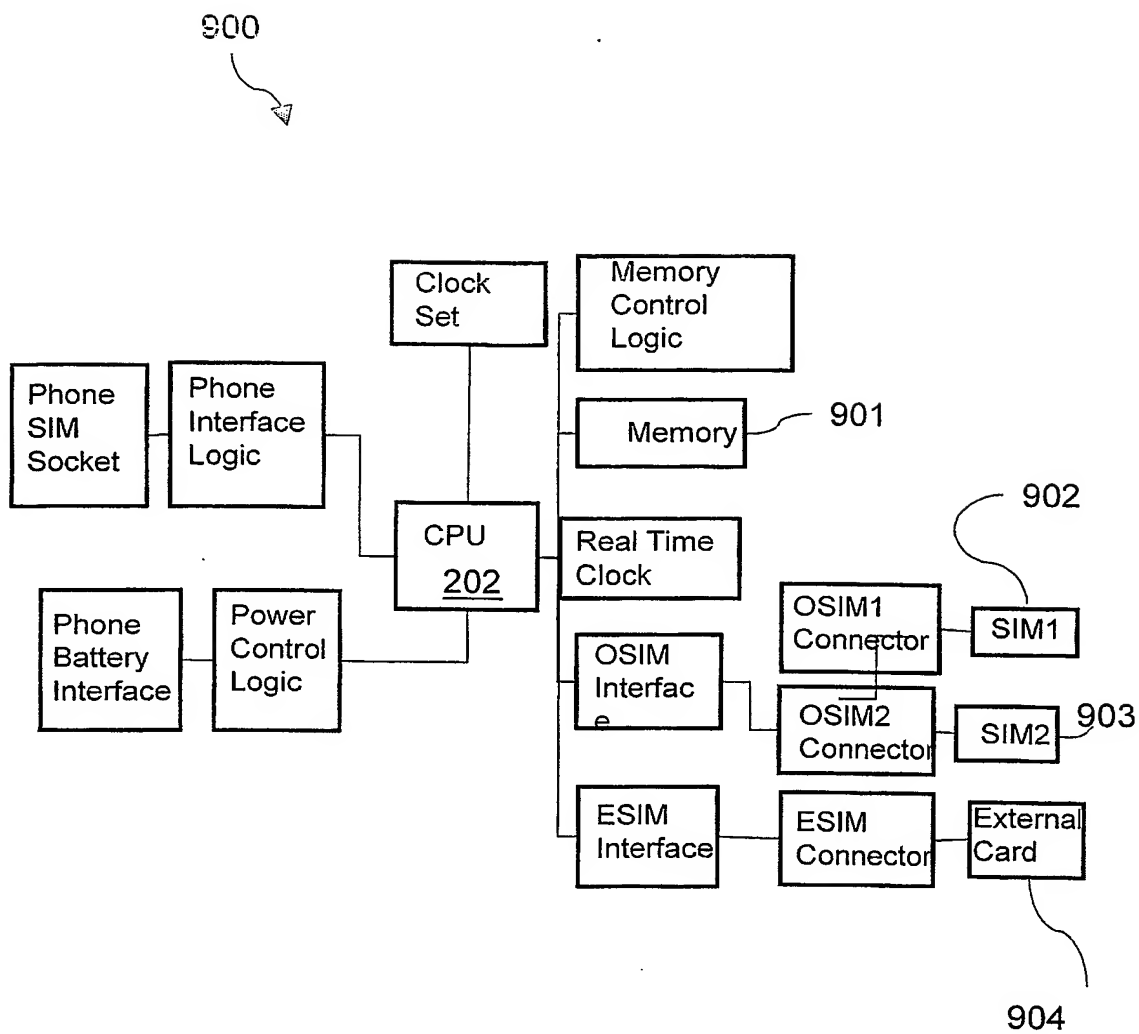 900
Clock
Set
Memory
Control
Logic
Phone
SIM
Socket
Phone
Interface
Logic
Memory
901
CPU
202
Real Time
Clock
902
OSIM1
Connector
SIM1
Phone
Battery
Interface
Power
Control
Logic
OSIM
Interfac
e
OSIM2
Connector
SIM2
903
ESIM
Interface
ESIM
Connector
External
Card
904